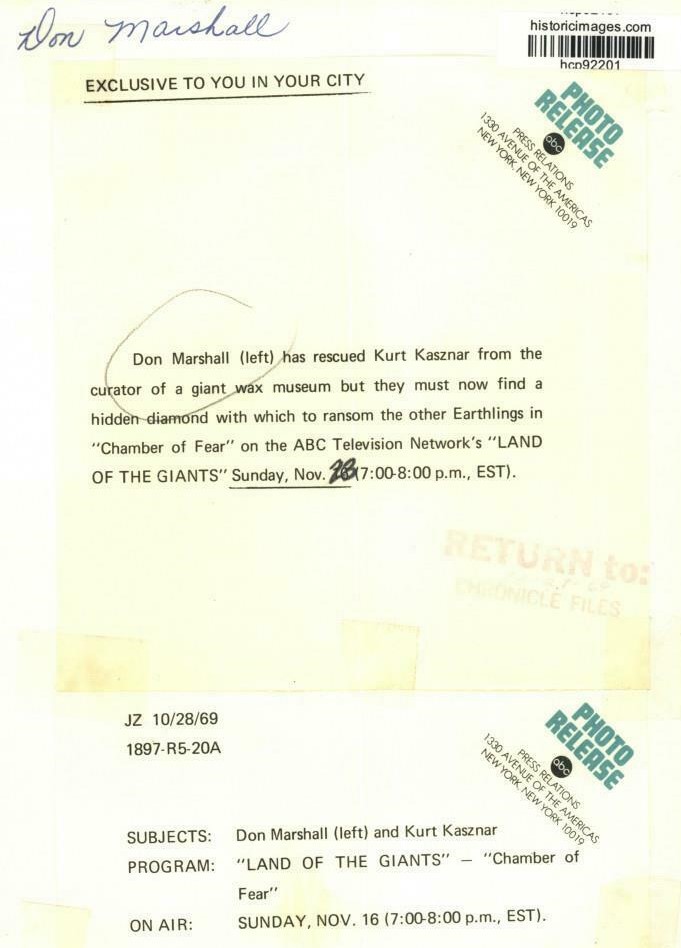 Don Marshall
historicimages.com
hcp92201
EXCLUSIVE TO YOU IN YOUR CITY
PHOTO
RELEASE
abc
PRESS RELATIONS
1330 AVENUE OF THE AMERICAS
NEW YORK, NEW YORK 10019
Don Marshall (left) has rescued Kurt Kasznar from the
curator of a giant wax museum but they must now find a
hidden diamond with which to ransom the other Earthlings in
"Chamber of Fear" on the ABC Television Network's "LAND
OF THE GIANTS" Sunday, Nov. (7:00-8:00 p.m., EST).
RETURN to:
CHRONICLE FILES
JZ 10/28/69
1897-R5-20A
PHOTO
RELEASE
abc
PRESS RELATIONS
1330 AVENUE OF THE AMERICAS
NEW YORK, NEW YORK 10019
SUBJECTS: Don Marshall (left) and Kurt Kasznar
PROGRAM: "LAND OF THE GIANTS" — "Chamber of
Fear"
ON AIR: SUNDAY, NOV. 16 (7:00-8:00 p.m., EST).